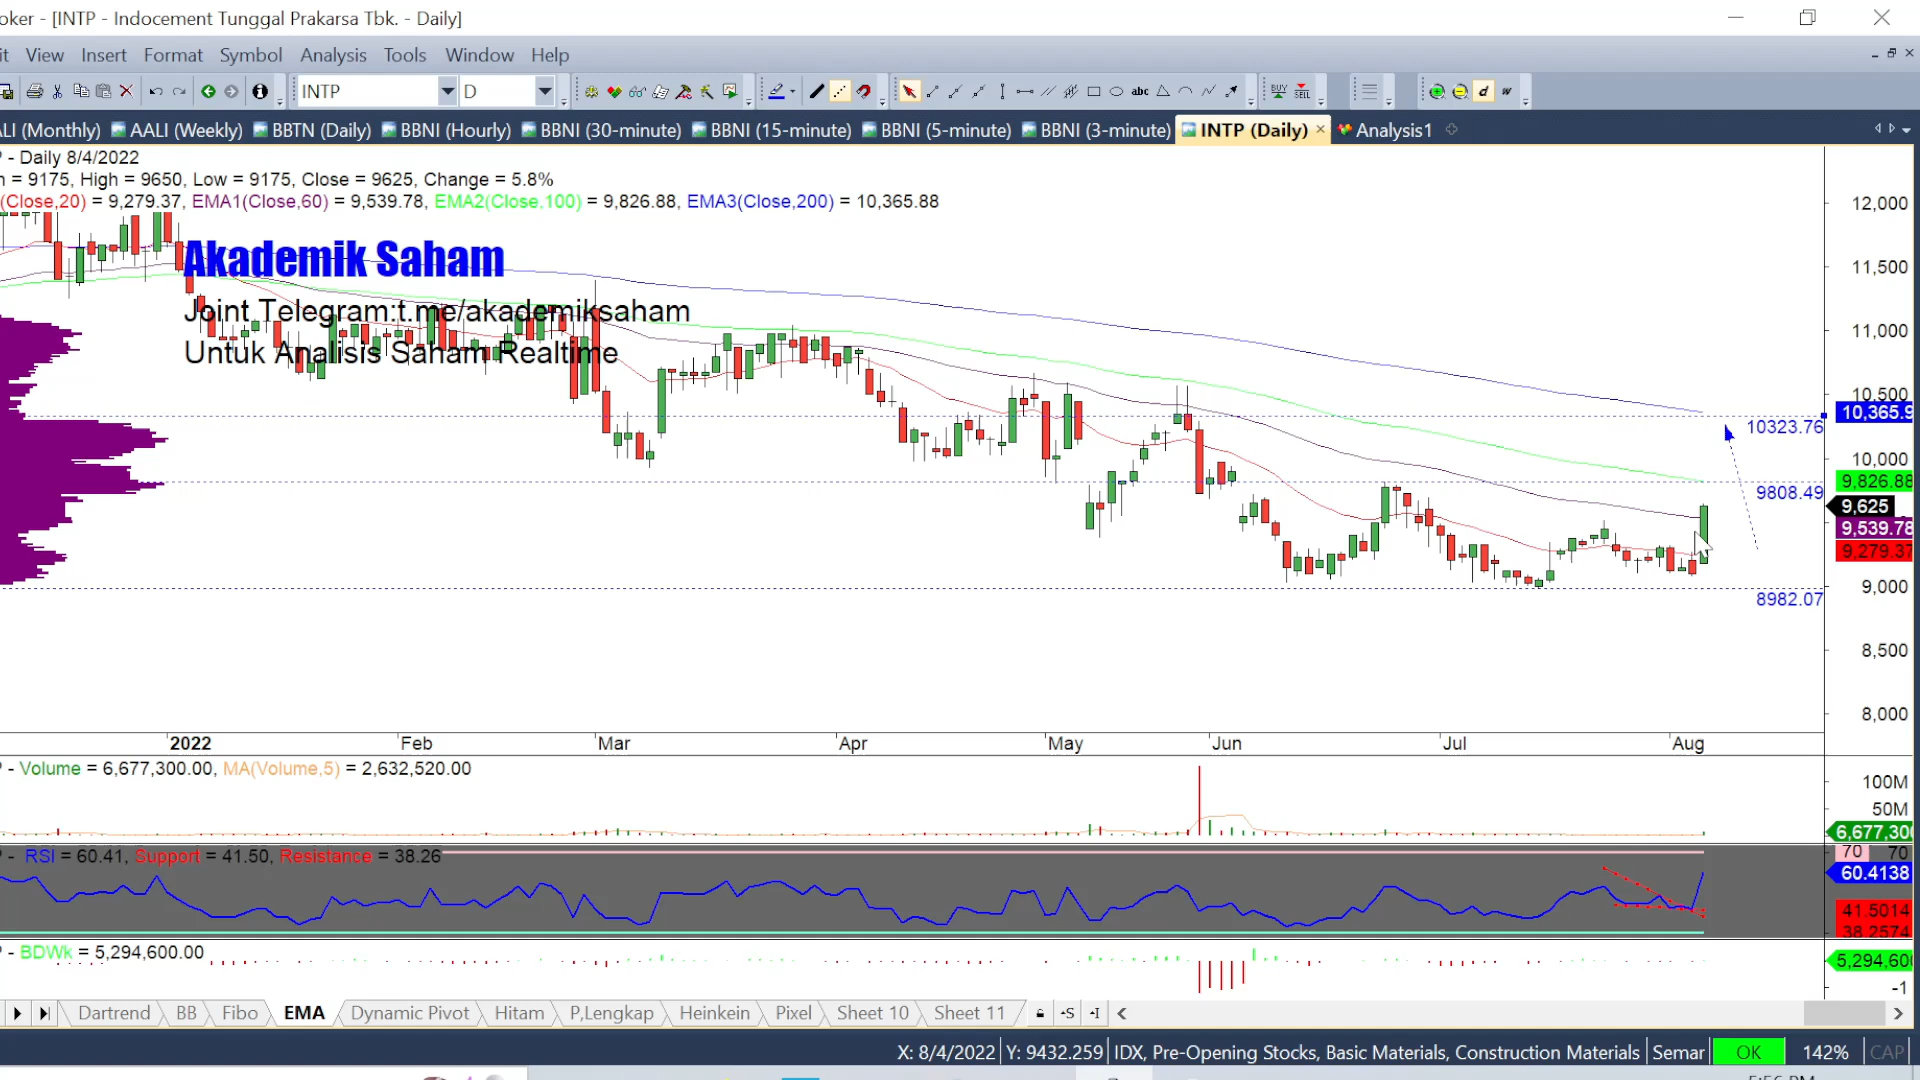 oker - [INTP - Indocement Tunggal Prakarsa Tbk. - Daily]
it View Insert Format Symbol Analysis Tools Window Help
INTP D abc BUY SELL d w
ALI (Monthly) AALI (Weekly) BBTN (Daily) BBNI (Hourly) BBNI (30-minute) BBNI (15-minute) BBNI (5-minute) BBNI (3-minute) INTP (Daily) Analysis1
- Daily 8/4/2022
n = 9175, High = 9650, Low = 9175, Close = 9625, Change = 5.8%
(Close,20) = 9,279.37, EMA1(Close,60) = 9,539.78, EMA2(Close,100) = 9,826.88, EMA3(Close,200) = 10,365.88
Akademik Saham
Joint Telegram:t.me/akademiksaham
Untuk Analisis Saham Realtime
12,000
11,500
11,000
10,500
10,365.9
10323.76
10,000
9,826.88
9808.49
9,625
9,539.78
9,279.37
9,000
8982.07
8,500
8,000
2022 Feb Mar Apr May Jun Jul Aug
- Volume = 6,677,300.00, MA(Volume,5) = 2,632,520.00
100M
50M
6,677,300
- RSI = 60.41, Support = 41.50, Resistance = 38.26
70 70
60.4138
41.5014
38.2574
- BDWk = 5,294,600.00
5,294,600
-1
Dartrend BB Fibo EMA Dynamic Pivot Hitam P,Lengkap Heinkein Pixel Sheet 10 Sheet 11 -S -I
X: 8/4/2022 Y: 9432.259 IDX, Pre-Opening Stocks, Basic Materials, Construction Materials Semar OK 142% CAP